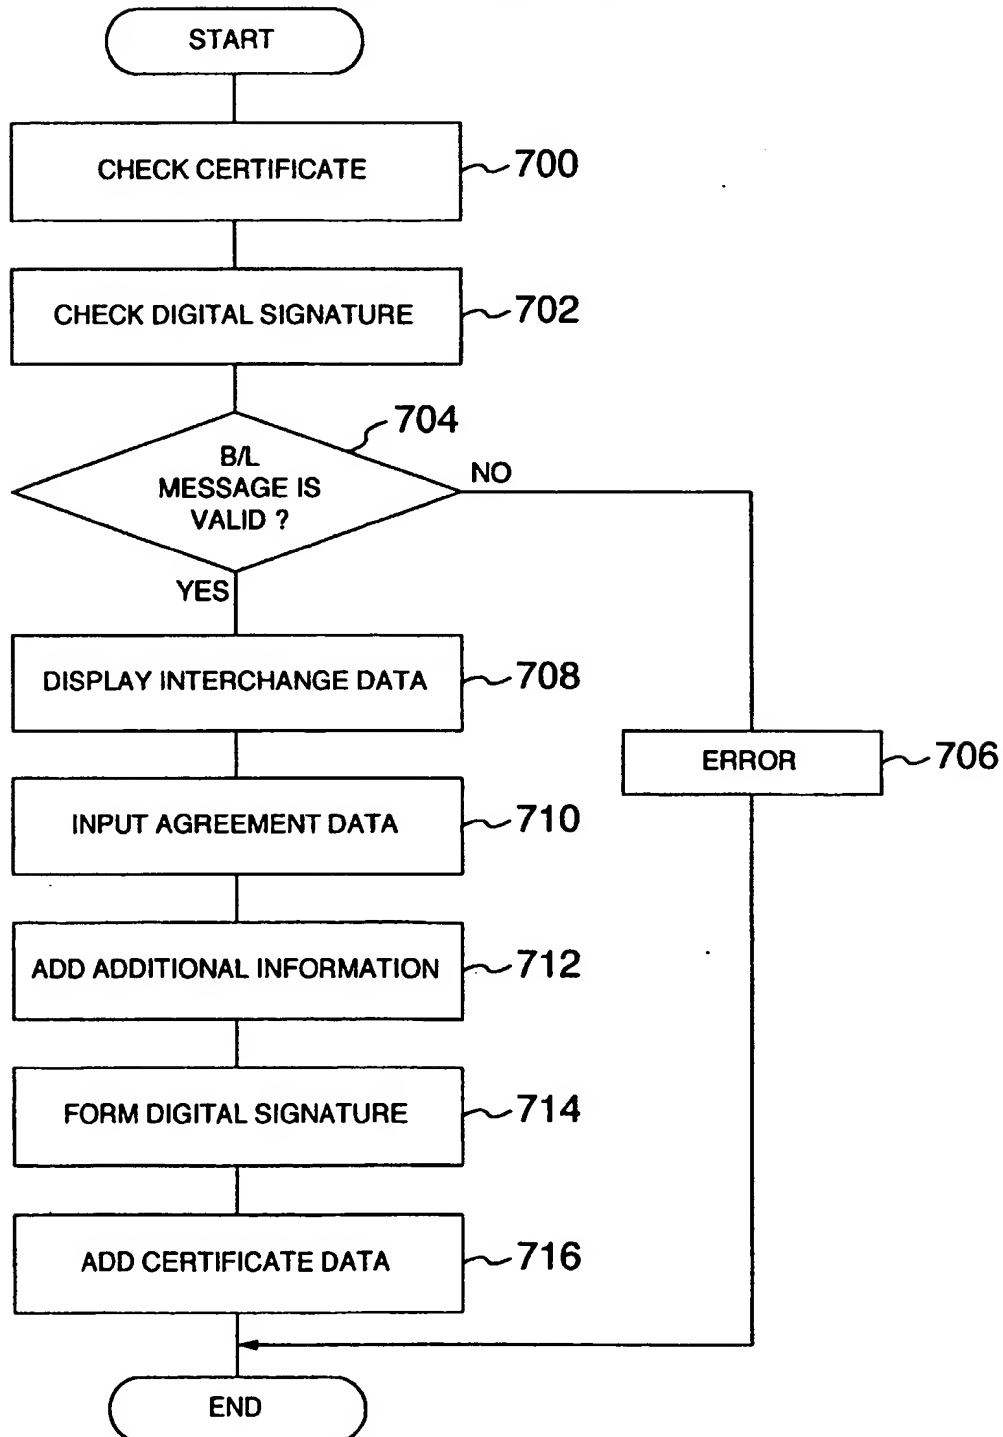 START
CHECK CERTIFICATE
700
CHECK DIGITAL SIGNATURE
702
704
B/L
MESSAGE IS
VALID ?
NO
YES
DISPLAY INTERCHANGE DATA
708
ERROR
706
INPUT AGREEMENT DATA
710
ADD ADDITIONAL INFORMATION
712
FORM DIGITAL SIGNATURE
714
ADD CERTIFICATE DATA
716
END